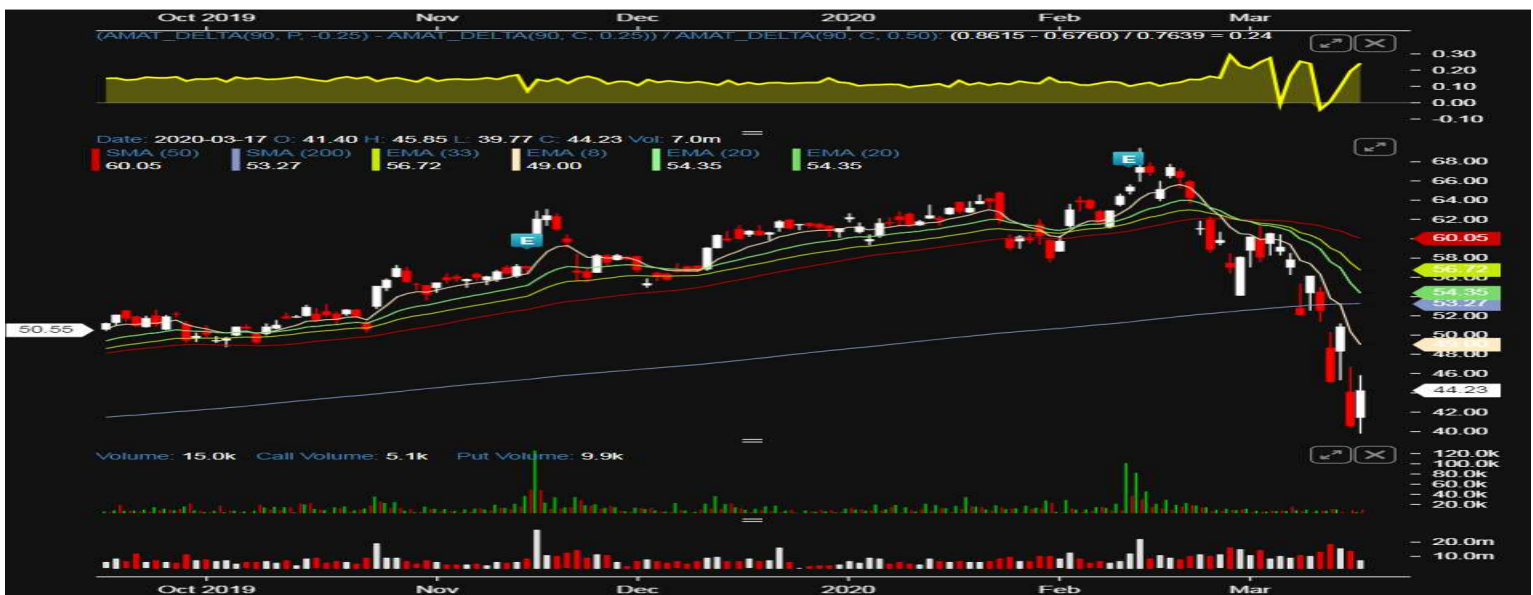 Oct 2019 Nov Dec 2020 Feb Mar
(AMAT_DELTA(90, P, -0.25) - AMAT_DELTA(90, C, 0.25)) / AMAT_DELTA(90, C, 0.50): (0.8615 - 0.6760) / 0.7639 = 0.24
0.30
0.20
0.10
0.00
-0.10
Date: 2020-03-17 O: 41.40 H: 45.85 L: 39.77 C: 44.23 Vol: 7.0m
SMA (50) SMA (200) EMA (33) EMA (8) EMA (20) EMA (20)
60.05 53.27 56.72 49.00 54.35 54.35
E
E
68.00
66.00
64.00
62.00
60.05
58.00
56.72
56.00
54.35
53.27
52.00
50.55
50.00
49.00
48.00
46.00
44.23
42.00
40.00
Volume: 15.0k Call Volume: 5.1k Put Volume: 9.9k
120.0k
100.0k
80.0k
60.0k
40.0k
20.0k
20.0m
10.0m
Oct 2019 Nov Dec 2020 Feb Mar